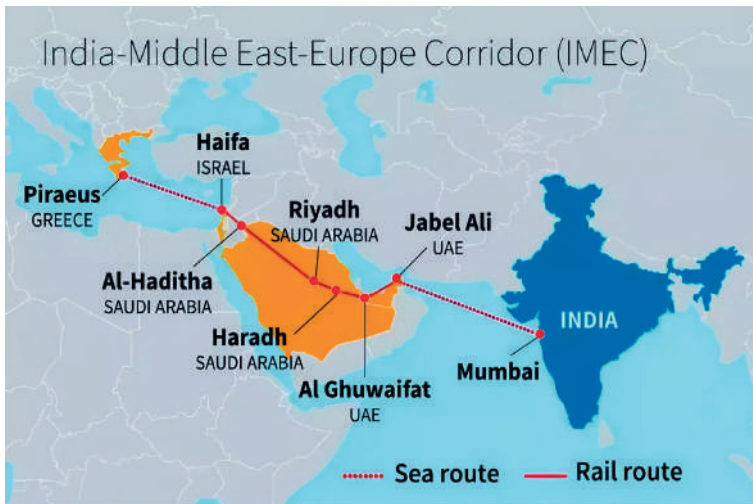 India-Middle East-Europe Corridor (IMEC)
Haifa
ISRAEL
Piraeus
GREECE
Riyadh
SAUDI ARABIA
Jabel Ali
UAE
Al-Haditha
SAUDI ARABIA
Haradh
SAUDI ARABIA
Al Ghuwaifat
UAE
INDIA
Mumbai
Sea route
Rail route